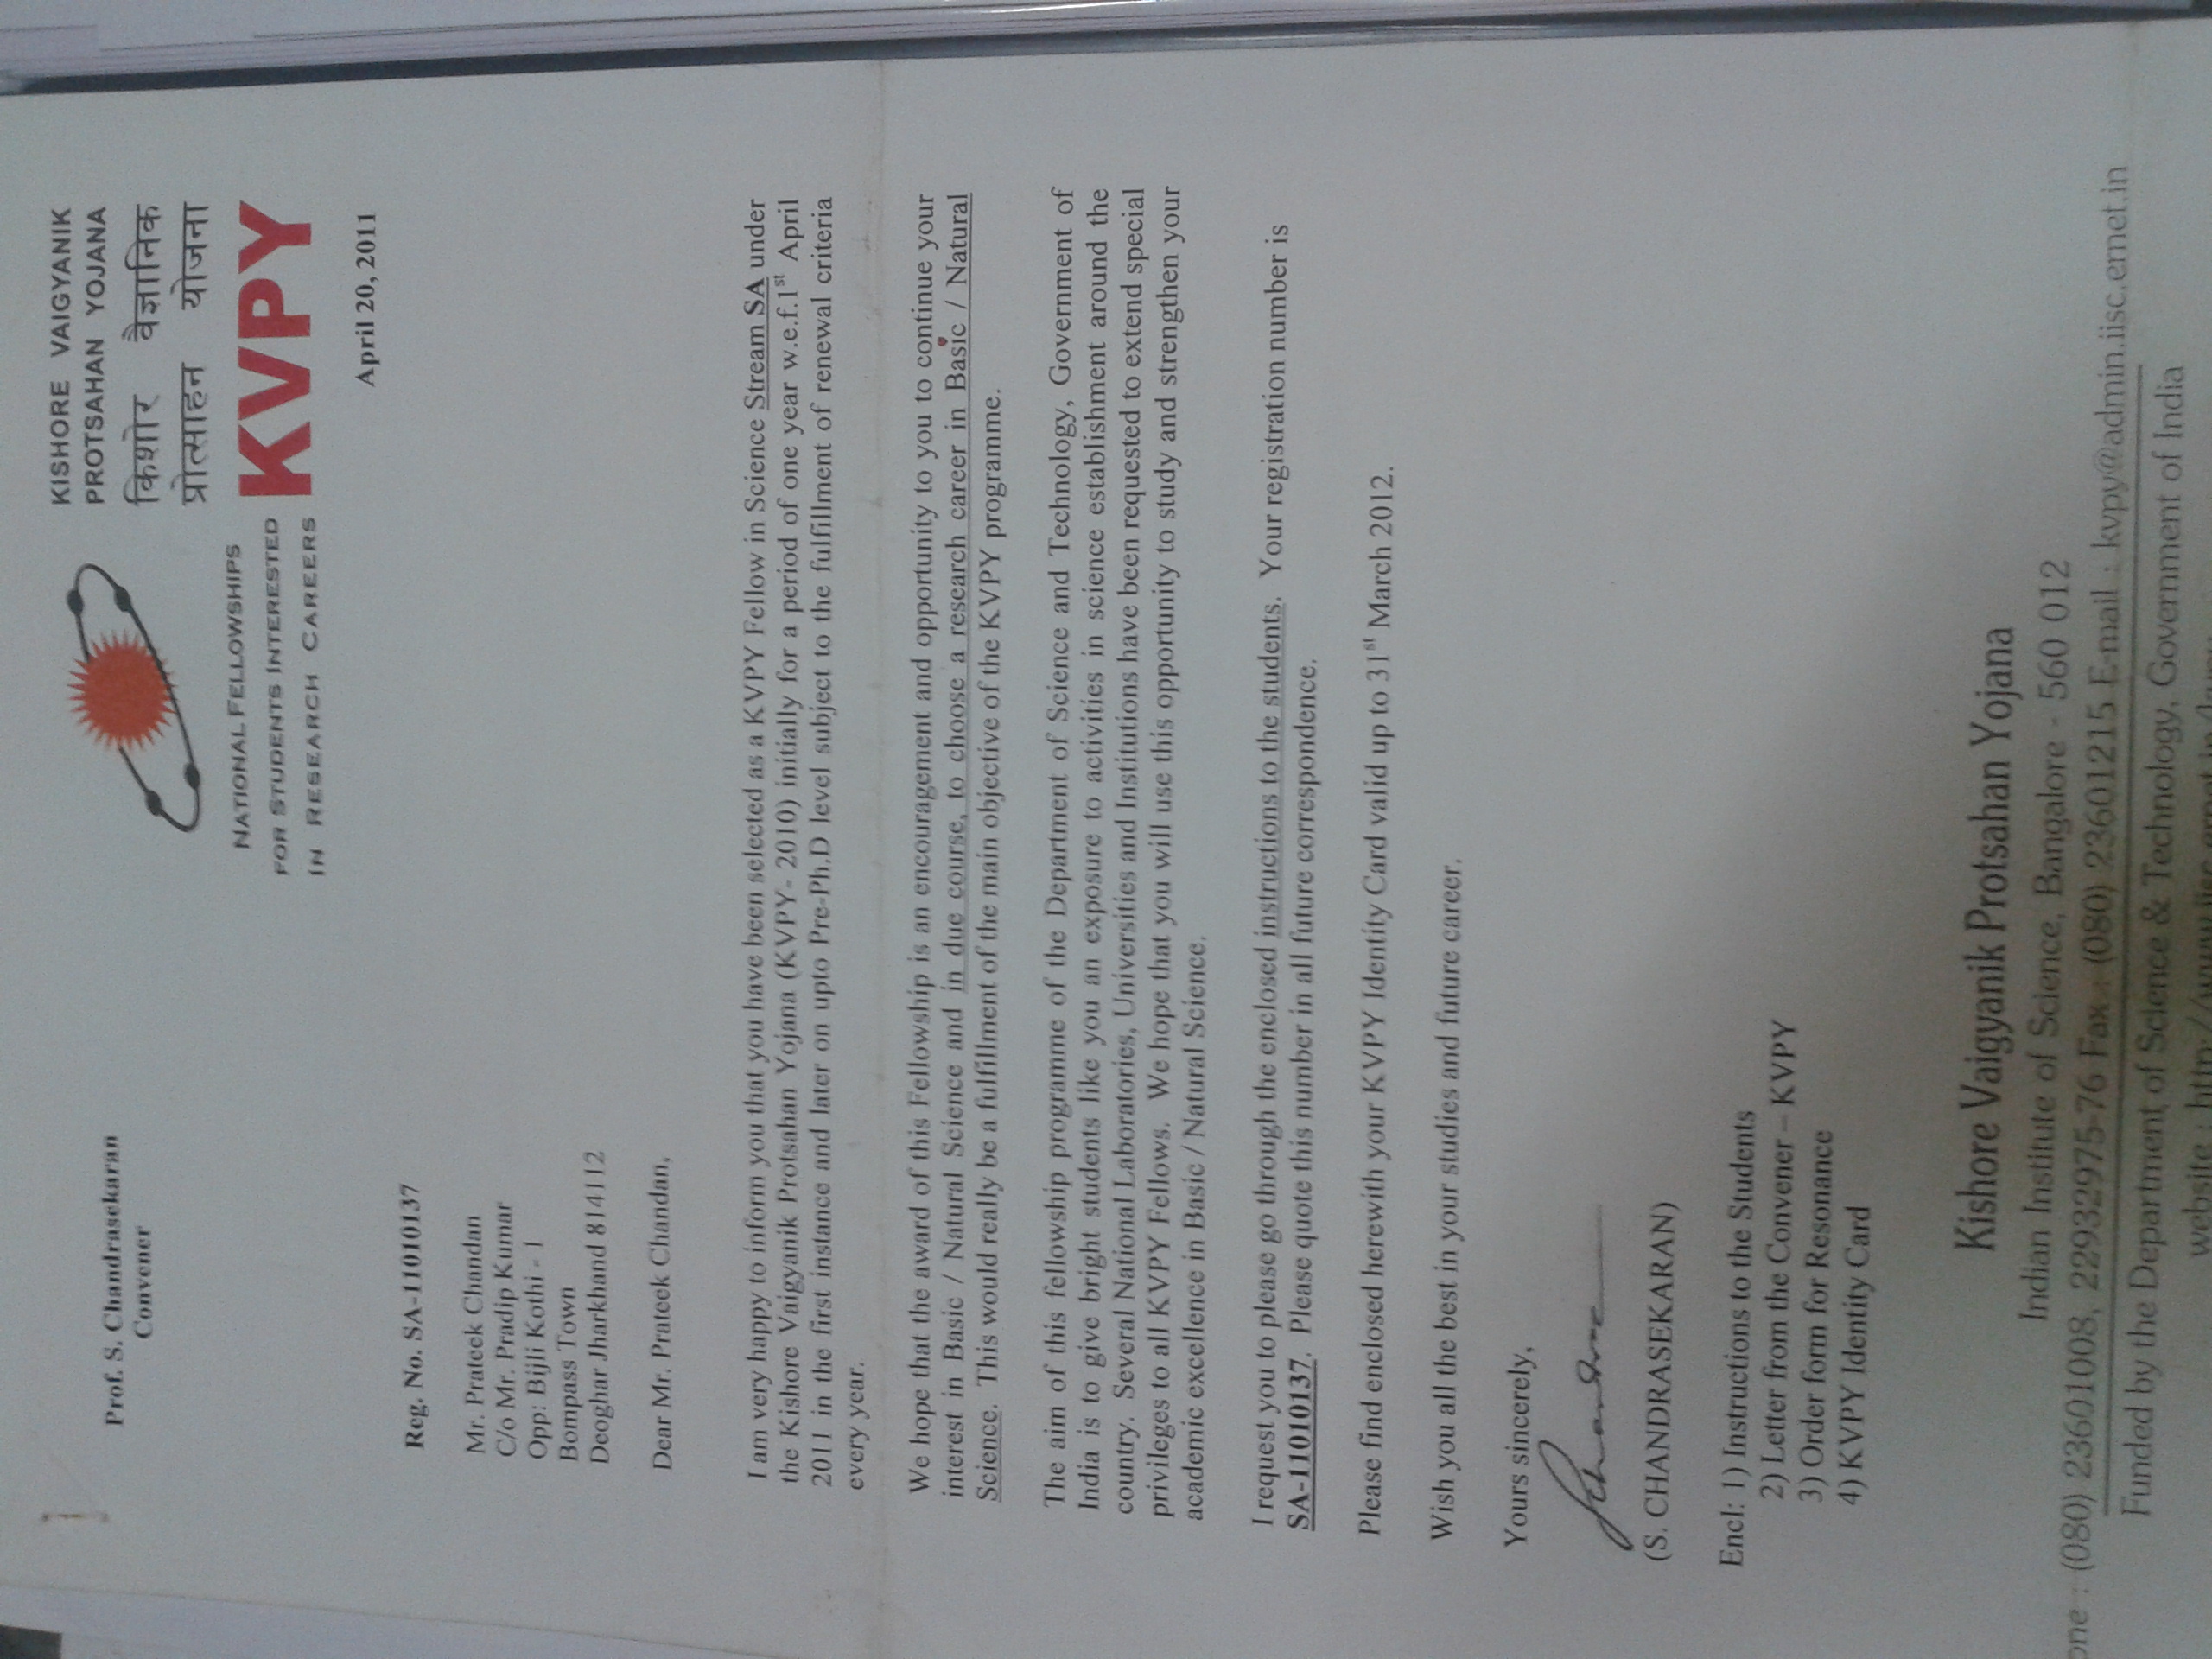 Prof. S. Chandrasekaran
Convener
KISHORE VAIGYANIK
PROTSAHAN YOJANA
किशोर वैज्ञानिक
प्रोत्साहन योजना
KVPY
NATIONAL FELLOWSHIPS
FOR STUDENTS INTERESTED
IN RESEARCH CAREERS
April 20, 2011
Reg. No. SA-11010137
Mr. Prateek Chandan
C/o Mr. Pradip Kumar
Opp: Bijli Kothi - 1
Bompass Town
Deoghar Jharkhand 814112
Dear Mr. Prateek Chandan,
I am very happy to inform you that you have been selected as a KVPY Fellow in Science Stream SA under
the Kishore Vaigyanik Protsahan Yojana (KVPY- 2010) initially for a period of one year w.e.f.1st April
2011 in the first instance and later on upto Pre-Ph.D level subject to the fulfillment of renewal criteria
every year.
We hope that the award of this Fellowship is an encouragement and opportunity to you to continue your
interest in Basic / Natural Science and in due course, to choose a research career in Basic / Natural
Science. This would really be a fulfillment of the main objective of the KVPY programme.
The aim of this fellowship programme of the Department of Science and Technology, Government of
India is to give bright students like you an exposure to activities in science establishment around the
country. Several National Laboratories, Universities and Institutions have been requested to extend special
privileges to all KVPY Fellows. We hope that you will use this opportunity to study and strengthen your
academic excellence in Basic / Natural Science.
I request you to please go through the enclosed instructions to the students. Your registration number is
SA-11010137. Please quote this number in all future correspondence.
Please find enclosed herewith your KVPY Identity Card valid up to 31st March 2012.
Wish you all the best in your studies and future career.
Yours sincerely,
(S. CHANDRASEKARAN)
Encl: 1) Instructions to the Students
2) Letter from the Convener – KVPY
3) Order form for Resonance
4) KVPY Identity Card
Kishore Vaigyanik Protsahan Yojana
Indian Institute of Science, Bangalore - 560 012
one : (080) 23601008, 22932975-76 Fax : (080) 23601215 E-mail : kvpy@admin.iisc.ernet.in
Funded by the Department of Science & Technology, Government of India
website : http://www.iisc.ernet.in/kvpy